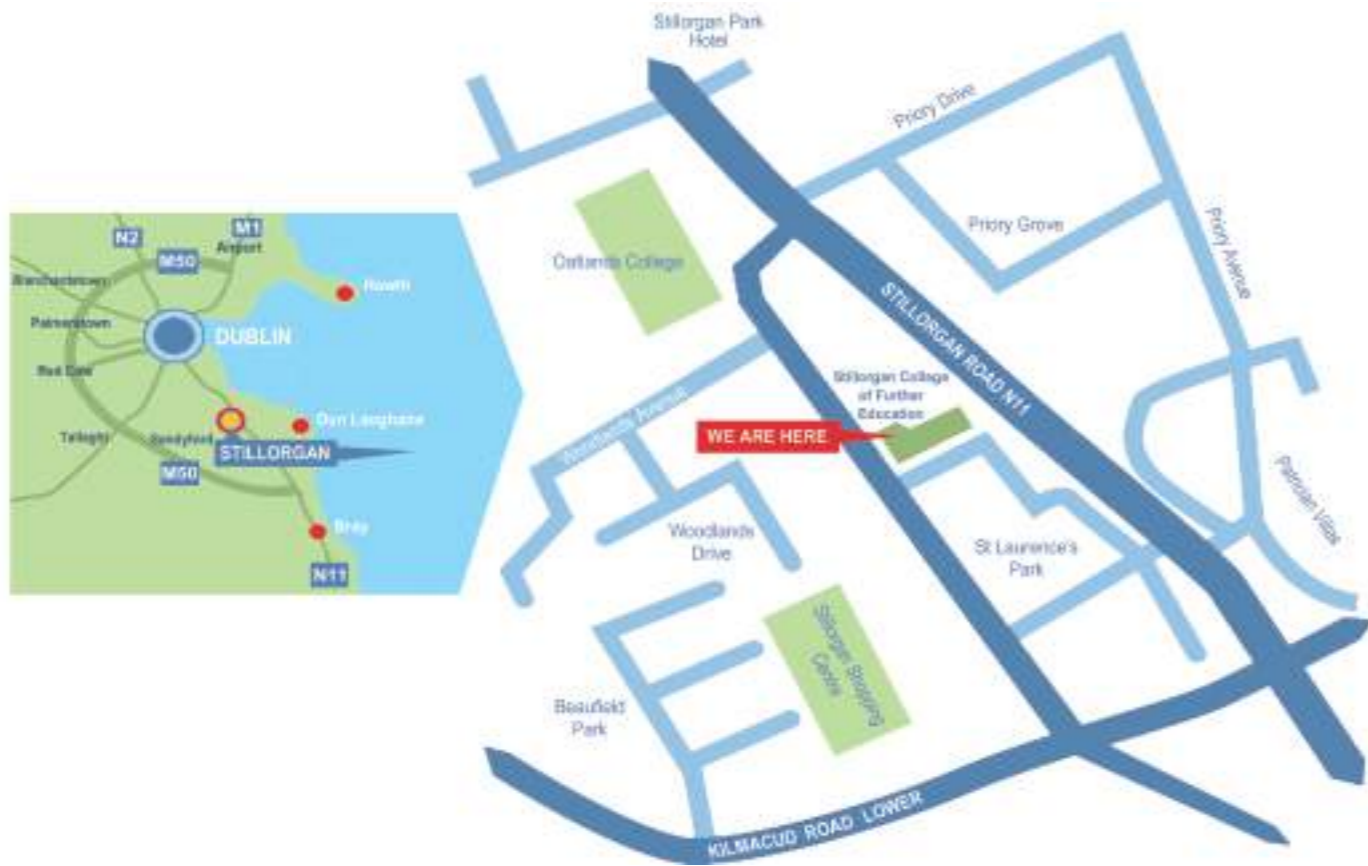 Stillorgan Park
Hotel
Priory Drive
Priory Grove
Priory Avenue
Oatlands College
STILLORGAN ROAD N11
Stillorgan College
of Further
Education
WE ARE HERE
Woodlands Avenue
Woodlands
Drive
St Laurence's
Park
Patrician Villas
Stillorgan Shopping
Centre
Beaufield
Park
KILMACUD ROAD LOWER
N2
M1
Airport
M50
Blanchardstown
Howth
Palmerstown
DUBLIN
Red Cow
Dun Laoghaire
Tallaght
Sandyford
STILLORGAN
M50
Bray
N11